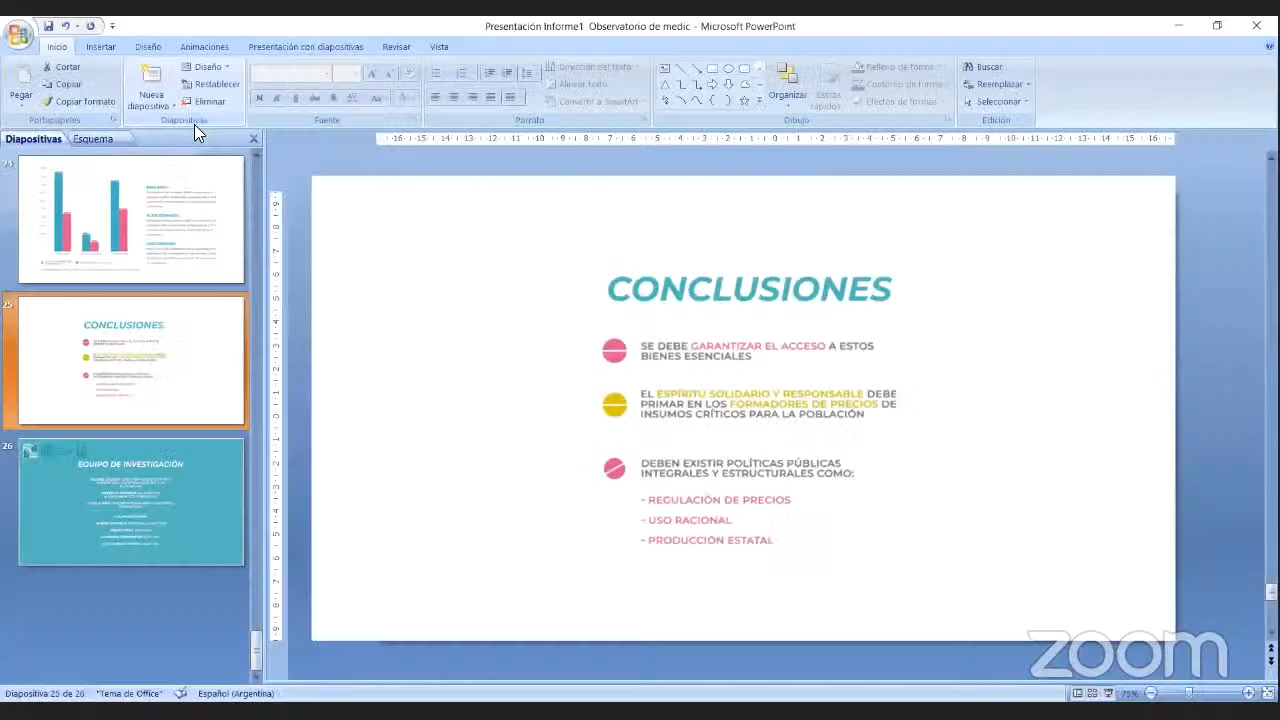 Presentación Informe1 Observatorio de medic - Microsoft PowerPoint
Inicio Insertar Diseño Animaciones Presentación con diapositivas Revisar Vista
Pegar
Cortar
Copiar
Copiar formato
Portapapeles
Nueva
diapositiva
Diseño
Restablecer
Eliminar
Diapositivas
Fuente
Dirección del texto
Alinear texto
Convertir a SmartArt
Párrafo
Organizar
Estilos
rápidos
Relleno de forma
Contorno de forma
Efectos de formas
Dibujo
Buscar
Reemplazar
Seleccionar
Edición
Diapositivas Esquema
24
25
CONCLUSIONES
26
EQUIPO DE INVESTIGACIÓN
CONCLUSIONES
SE DEBE GARANTIZAR EL ACCESO A ESTOS
BIENES ESENCIALES
EL ESPÍRITU SOLIDARIO Y RESPONSABLE DEBE
PRIMAR EN LOS FORMADORES DE PRECIOS DE
INSUMOS CRÍTICOS PARA LA POBLACIÓN
DEBEN EXISTIR POLÍTICAS PÚBLICAS
INTEGRALES Y ESTRUCTURALES COMO:
- REGULACIÓN DE PRECIOS
- USO RACIONAL
- PRODUCCIÓN ESTATAL
zoom
Diapositiva 25 de 26 "Tema de Office" Español (Argentina) 75%